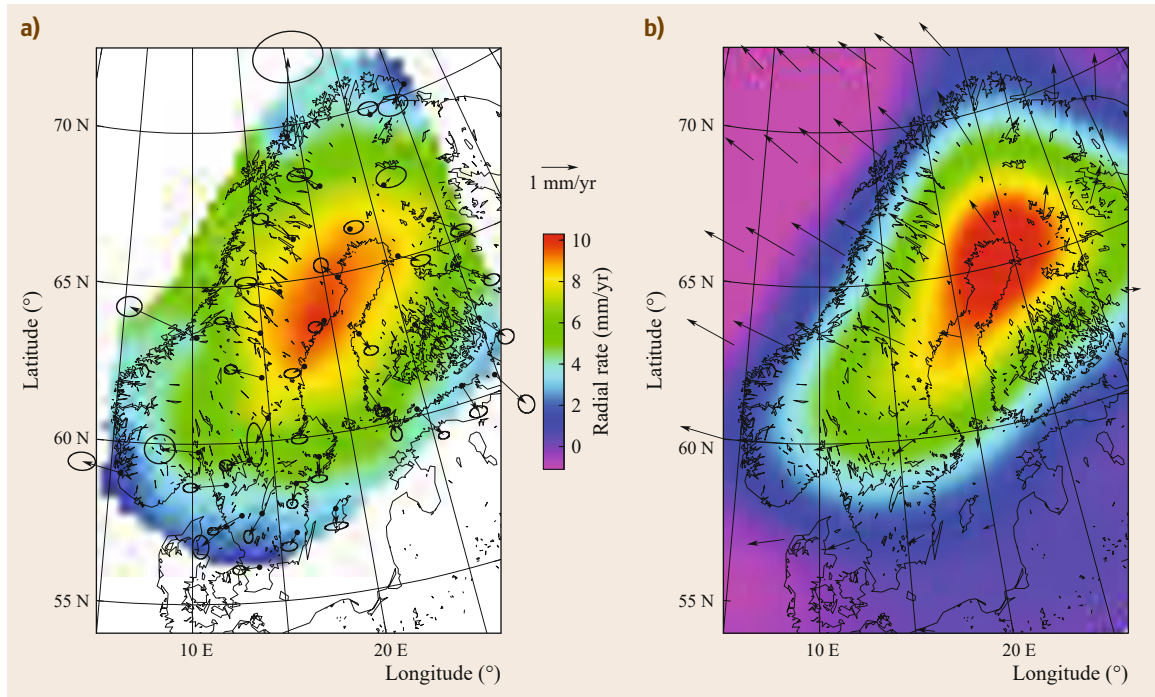 a)
b)
70 N
65 N
60 N
55 N
Latitude (°)
10 E
20 E
Longitude (°)
1 mm/yr
10
8
6
4
2
0
Radial rate (mm/yr)
70 N
65 N
60 N
55 N
Latitude (°)
10 E
20 E
Longitude (°)